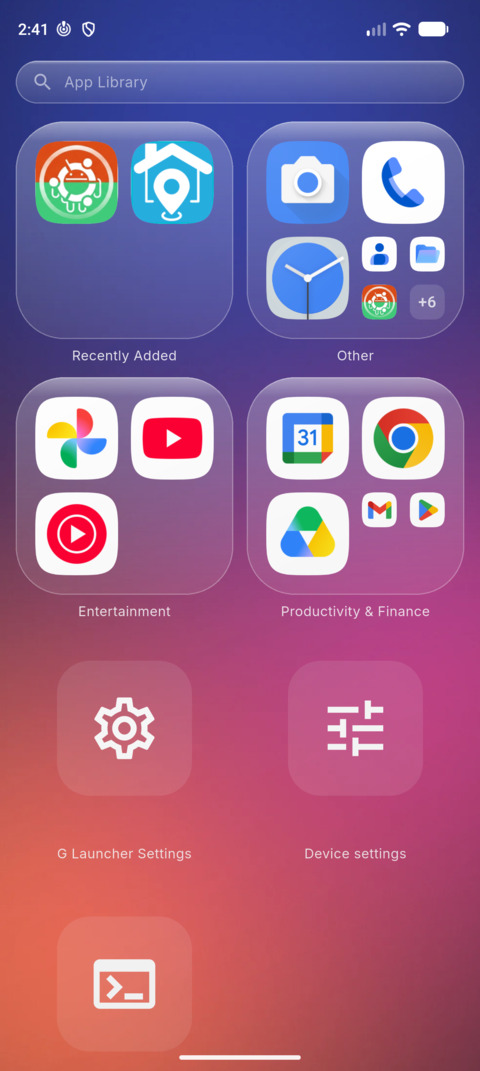 2:41
App Library
+6
Recently Added
Other
31
Entertainment
Productivity & Finance
G Launcher Settings
Device settings